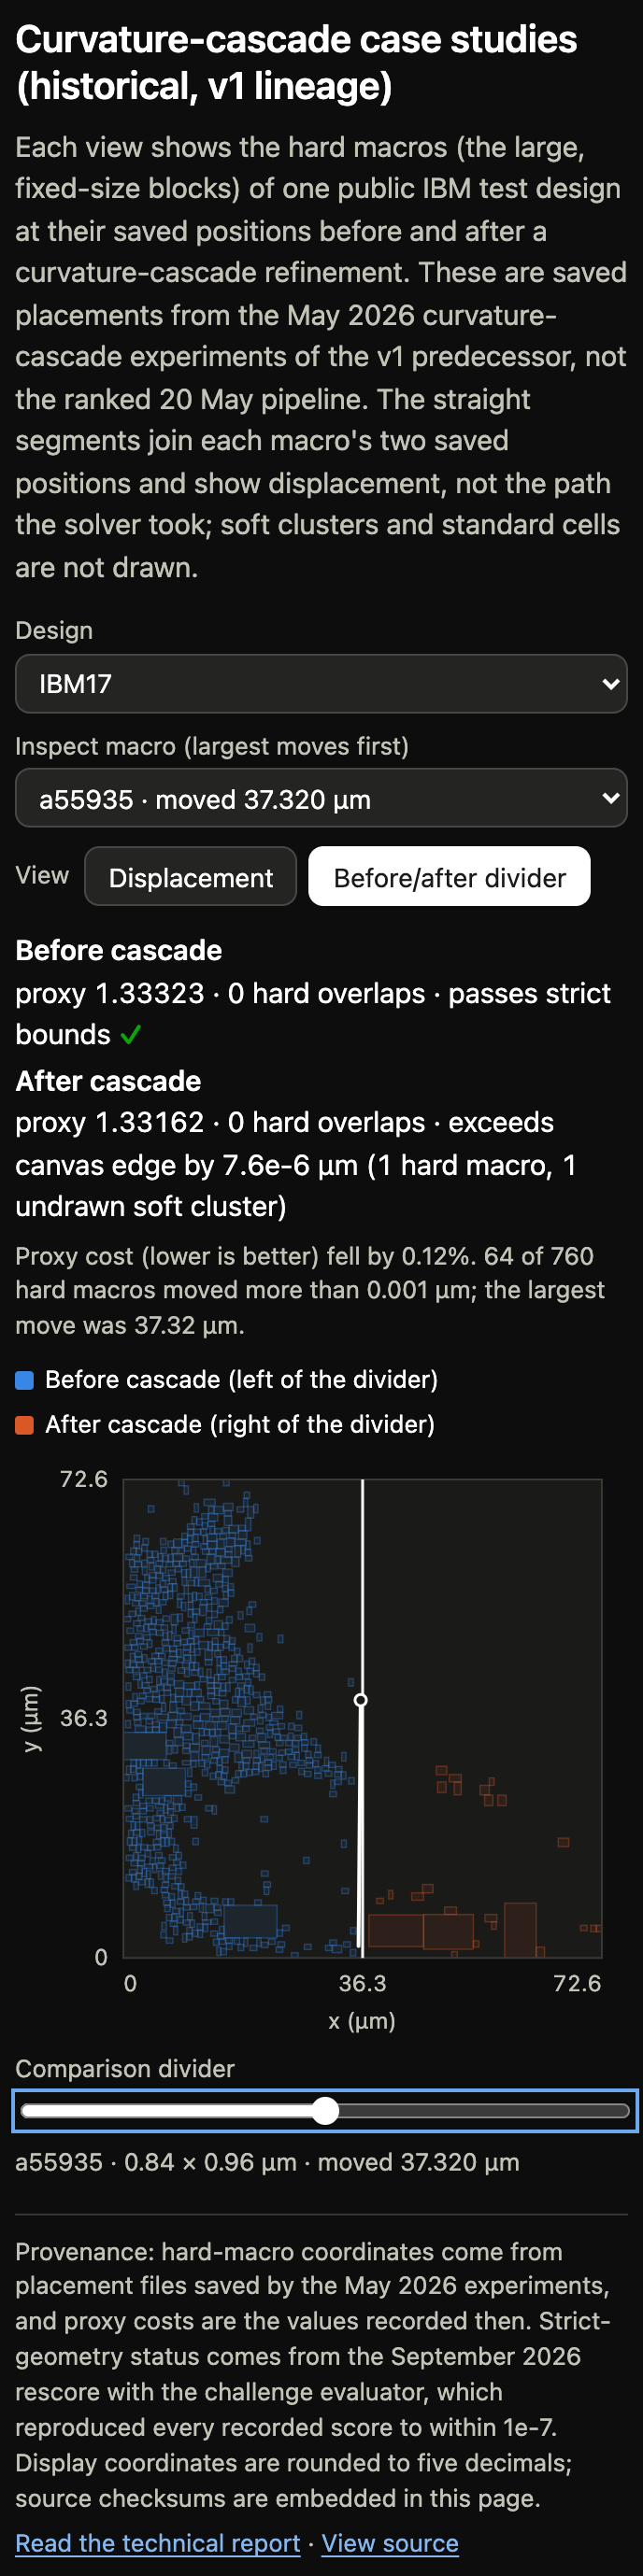 Curvature-cascade case studies
(historical, v1 lineage)
Each view shows the hard macros (the large,
fixed-size blocks) of one public IBM test design
at their saved positions before and after a
curvature-cascade refinement. These are saved
placements from the May 2026 curvature-
cascade experiments of the v1 predecessor, not
the ranked 20 May pipeline. The straight
segments join each macro's two saved
positions and show displacement, not the path
the solver took; soft clusters and standard cells
are not drawn.
Design
IBM17
Inspect macro (largest moves first)
a55935 · moved 37.320 µm
View Displacement Before/after divider
Before cascade
proxy 1.33323 · 0 hard overlaps · passes strict
bounds ✓
After cascade
proxy 1.33162 · 0 hard overlaps · exceeds
canvas edge by 7.6e-6 µm (1 hard macro, 1
undrawn soft cluster)
Proxy cost (lower is better) fell by 0.12%. 64 of 760
hard macros moved more than 0.001 µm; the largest
move was 37.32 µm.
Before cascade (left of the divider)
After cascade (right of the divider)
72.6
y (µm)
36.3
0
0 36.3 72.6
x (µm)
Comparison divider
a55935 · 0.84 × 0.96 µm · moved 37.320 µm
Provenance: hard-macro coordinates come from
placement files saved by the May 2026 experiments,
and proxy costs are the values recorded then. Strict-
geometry status comes from the September 2026
rescore with the challenge evaluator, which
reproduced every recorded score to within 1e-7.
Display coordinates are rounded to five decimals;
source checksums are embedded in this page.
Read the technical report · View source